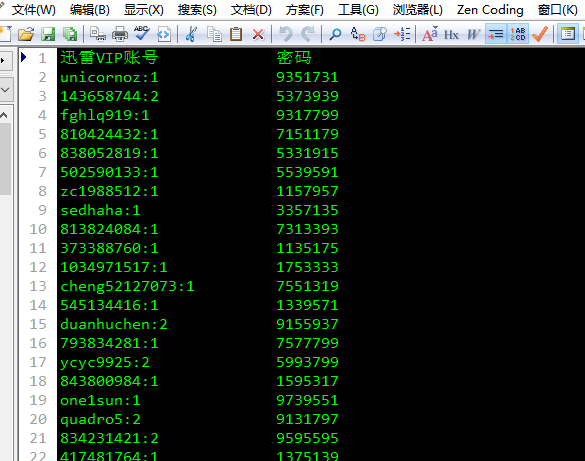 文件(W) 编辑(B) 显示(X) 搜索(S) 文档(D) 方案(F) 工具(G) 浏览器(L) Zen Coding 窗口(K)
1 迅雷VIP账号 密码
2 unicornoz:1 9351731
3 143658744:2 5373939
4 fghlq919:1 9317799
5 810424432:1 7151179
6 838052819:1 5331915
7 502590133:1 5539591
8 zc1988512:1 1157957
9 sedhaha:1 3357135
10 813824084:1 7313393
11 373388760:1 1135175
12 1034971517:1 1753333
13 cheng52127073:1 7551319
14 545134416:1 1339571
15 duanhuchen:2 9155937
16 793834281:1 7577799
17 ycyc9925:2 5993799
18 843800984:1 1595317
19 one1sun:1 9739551
20 quadro5:2 9131797
21 834231421:2 9595595
22 417481764:1 1375139